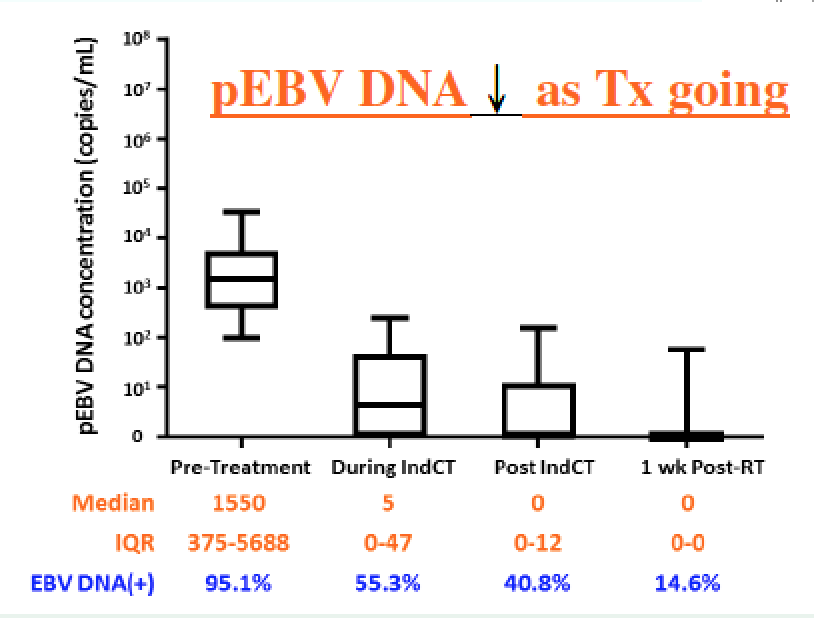 pEBV DNA ↓ as Tx going
pEBV DNA concentration (copies/mL)
10⁸
10⁷
10⁶
10⁵
10⁴
10³
10²
10¹
0
Pre-Treatment During IndCT Post IndCT 1 wk Post-RT
Median 1550 5 0 0
IQR 375-5688 0-47 0-12 0-0
EBV DNA(+) 95.1% 55.3% 40.8% 14.6%